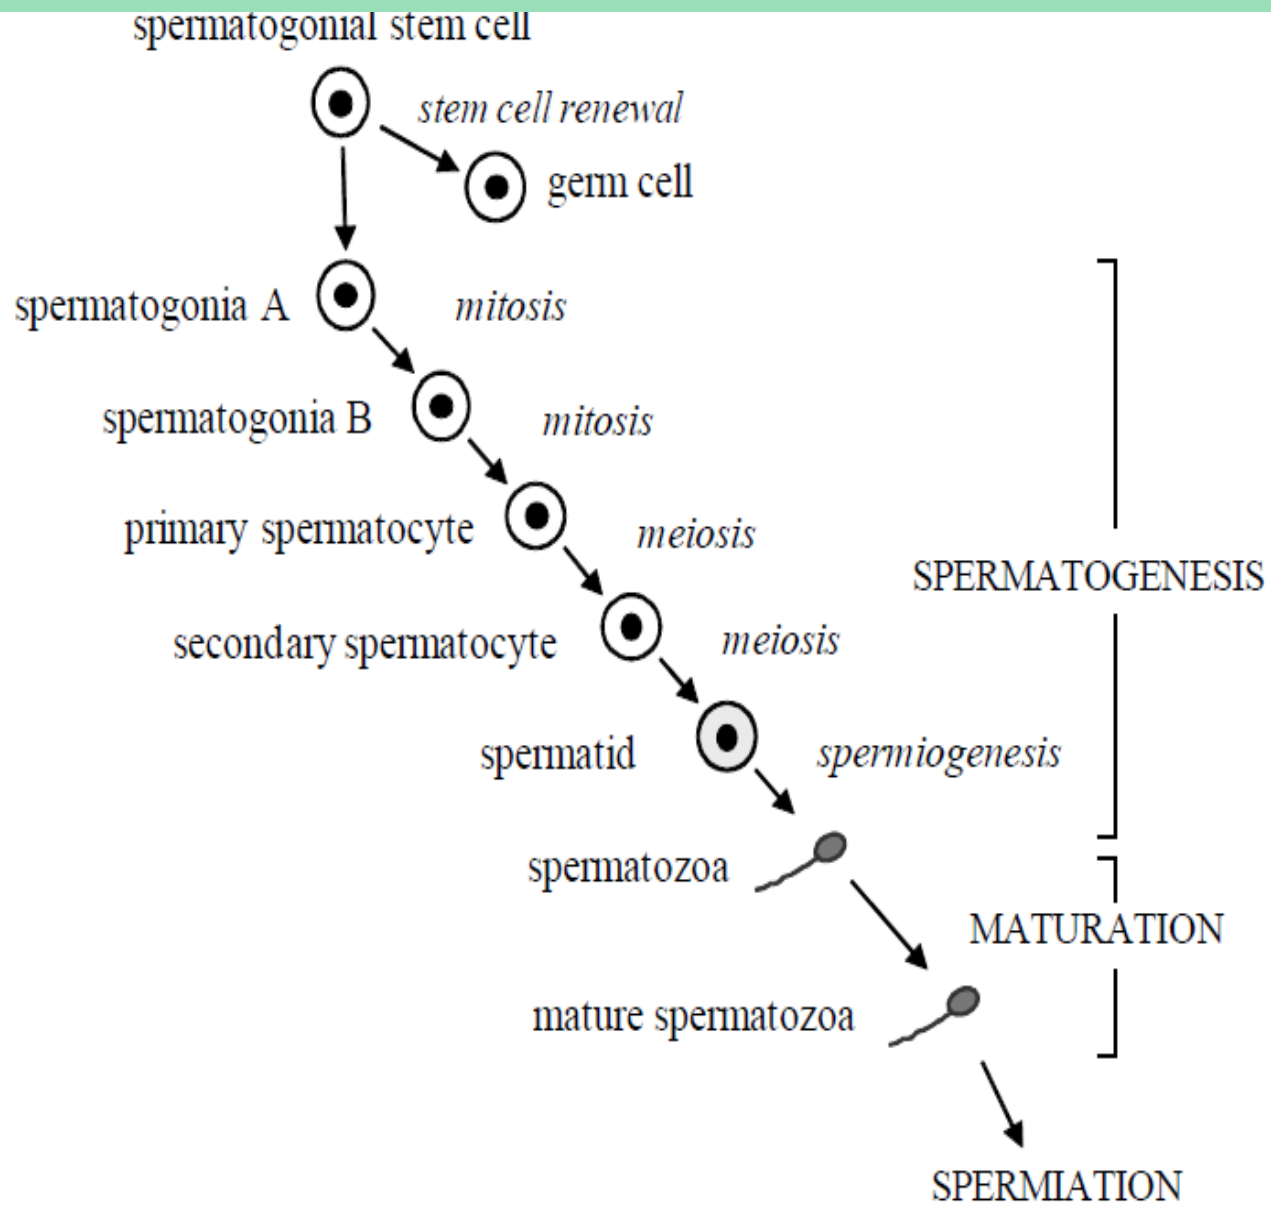 spermatogonial stem cell
stem cell renewal
germ cell
spermatogonia A
mitosis
spermatogonia B
mitosis
primary spermatocyte
meiosis
SPERMATOGENESIS
secondary spermatocyte
meiosis
spermatid
spermiogenesis
spermatozoa
MATURATION
mature spermatozoa
SPERMIATION